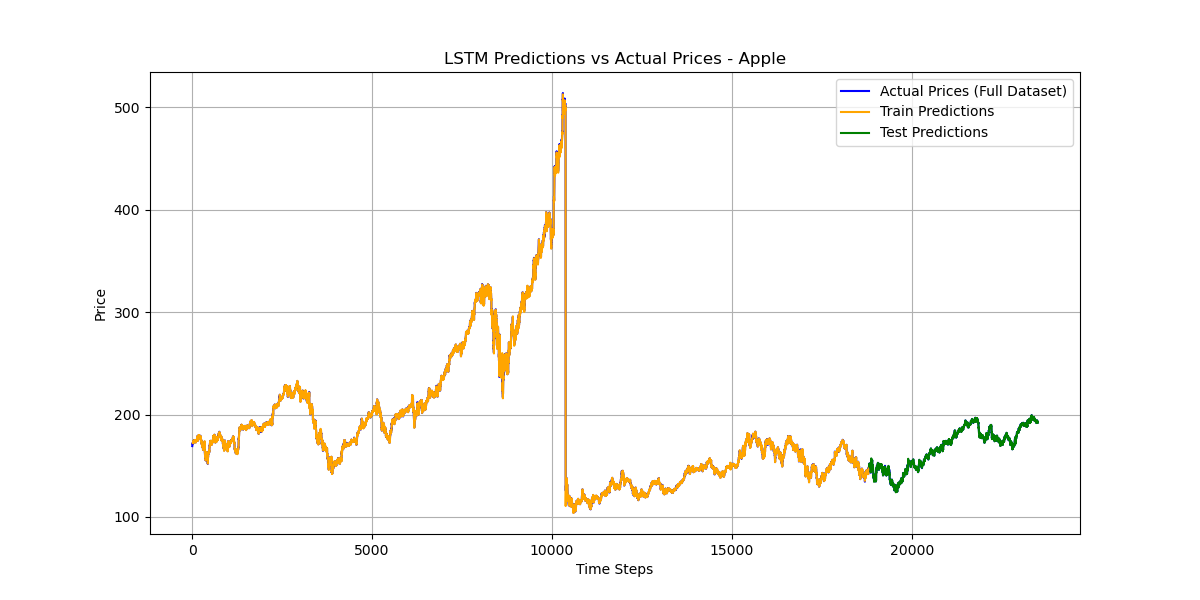 LSTM Predictions vs Actual Prices - Apple
Actual Prices (Full Dataset)
Train Predictions
Test Predictions
500
400
300
200
100
Price
0
5000
10000
15000
20000
Time Steps